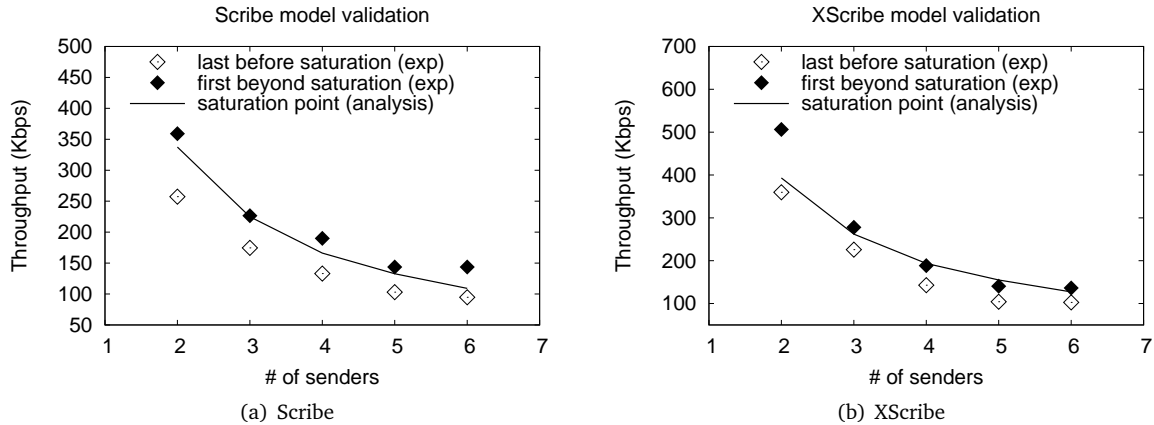 Scribe model validation
500
450
400
350
300
250
200
150
100
50
1 2 3 4 5 6 7
Throughput (Kbps)
# of senders
last before saturation (exp)
first beyond saturation (exp)
saturation point (analysis)
(a) Scribe
XScribe model validation
700
600
500
400
300
200
100
1 2 3 4 5 6 7
Throughput (Kbps)
# of senders
last before saturation (exp)
first beyond saturation (exp)
saturation point (analysis)
(b) XScribe